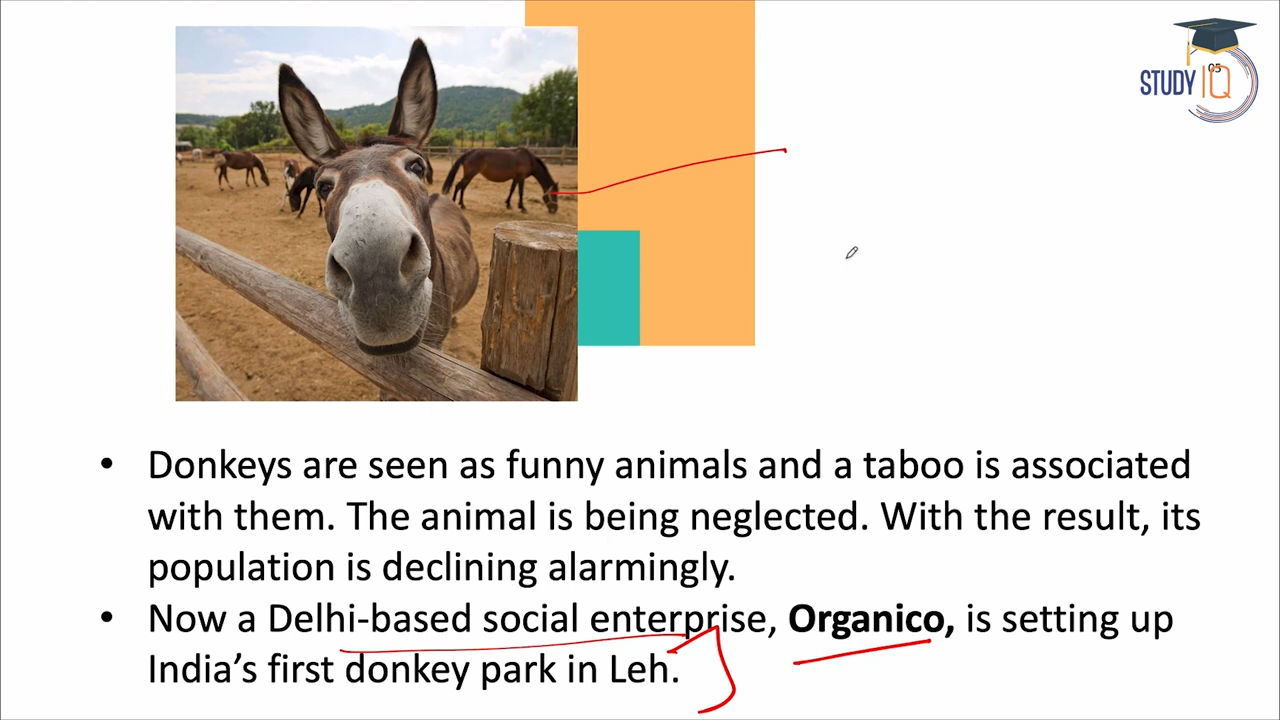 05
STUDY IQ
• Donkeys are seen as funny animals and a taboo is associated
with them. The animal is being neglected. With the result, its
population is declining alarmingly.
• Now a Delhi-based social enterprise, Organico, is setting up
India’s first donkey park in Leh.